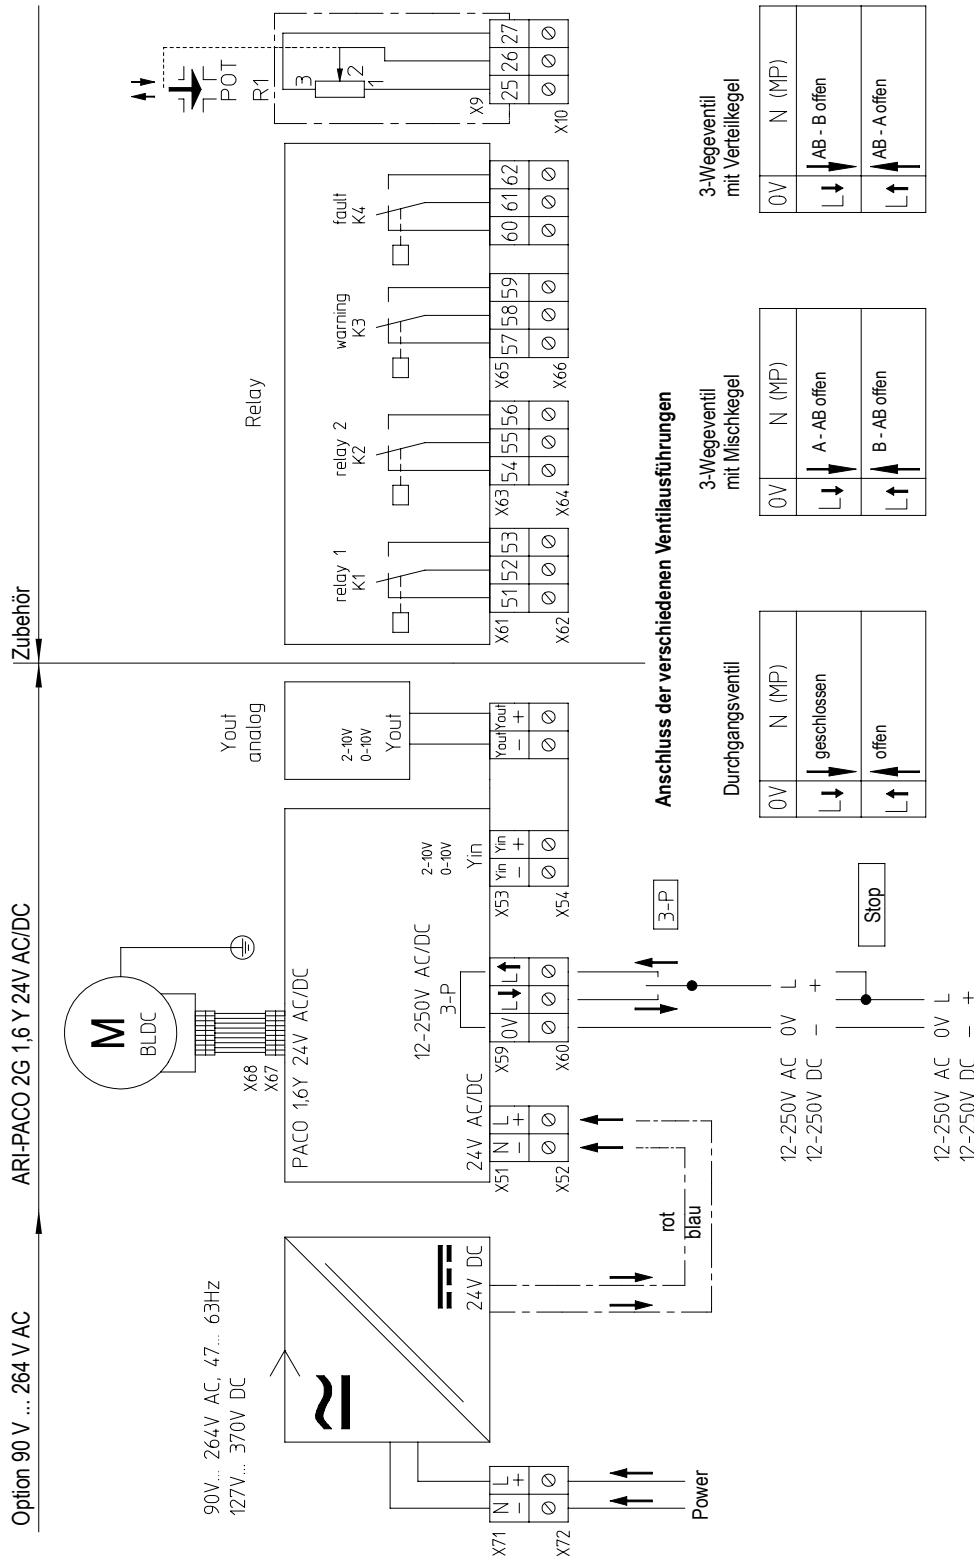 Option 90 V ... 264 V AC
ARI-PACO 2G 1,6 Y 24V AC/DC
Zubehör
90V... 264V AC, 47... 63Hz
127V... 370V DC
24V DC
X71
N L
- +
X72
Power
rot
blau
M
BLDC
X68
X67
PACO 1,6Y 24V AC/DC
24V AC/DC
X51
N L
- +
X52
12-250V AC/DC
3-P
X59
0V L L
X60
3-P
12-250V AC 0V L
12-250V DC - +
Stop
12-250V AC 0V L
12-250V DC - +
2-10V
0-10V
Yin
X53
Yin Yin
- +
X54
Yout
analog
2-10V
0-10V
Yout
Yout Yout
- +
Relay
relay 1
K1
X61
51 52 53
X62
relay 2
K2
X63
54 55 56
X64
warning
K3
X65
57 58 59
X66
fault
K4
60 61 62
POT
R1
3
2
1
X9
25 26 27
X10
Anschluss der verschiedenen Ventilausführungen
Durchgangsventil
0V N (MP)
L geschlossen
L offen
3-Wegeventil
mit Mischkegel
0V N (MP)
L A - AB offen
L B - AB offen
3-Wegeventil
mit Verteilkegel
0V N (MP)
L AB - B offen
L AB - A offen